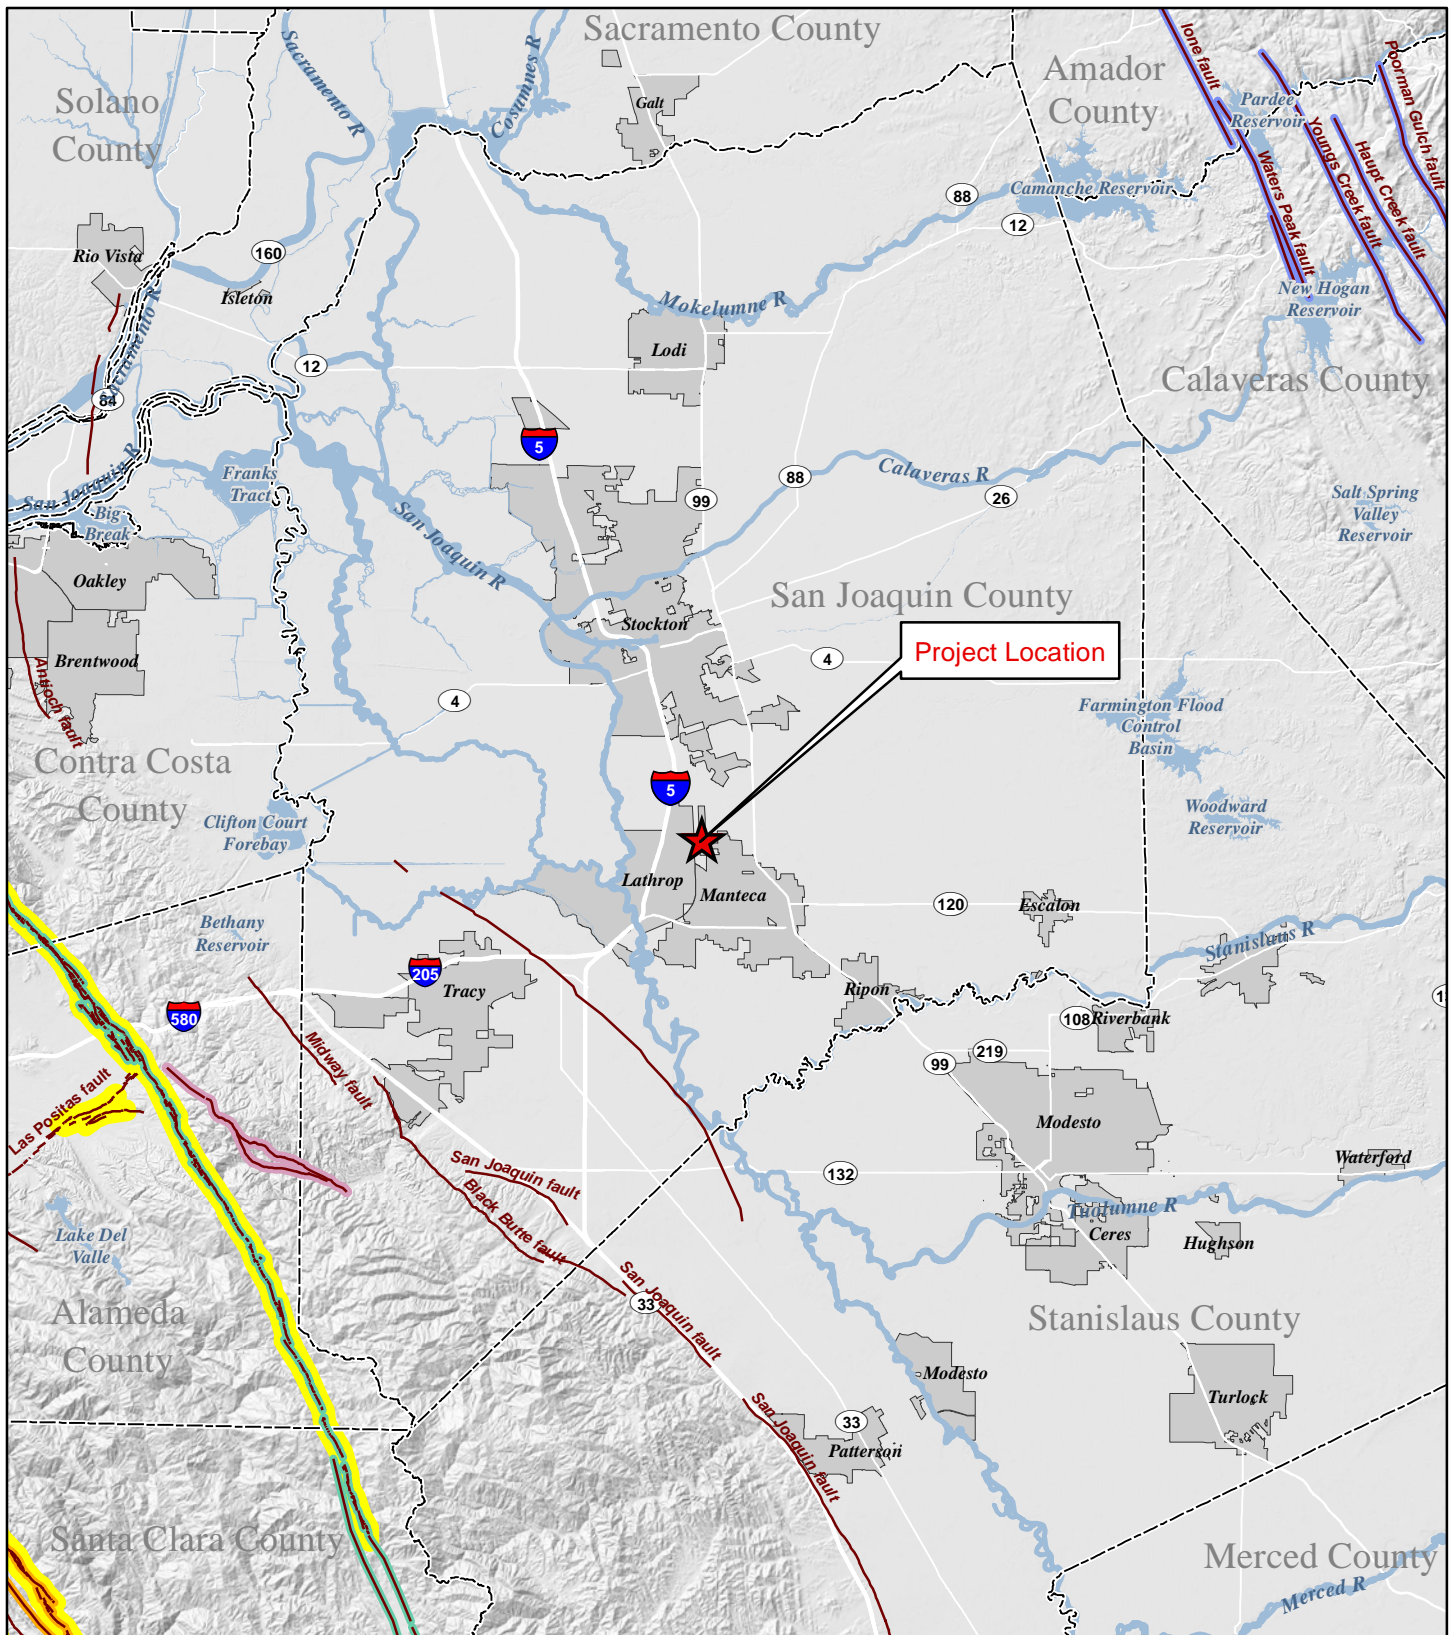 Sacramento County
Sacramento R
Cosumnes R
Ione fault
Poorman Gulch fault
Amador
County
Solano
County
Galt
Pardee
Reservoir
Youngs Creek fault
Haupt Creek fault
Waters Peak fault
Camanche Reservoir
88
12
Rio Vista
160
Isleton
Sacramento R
Mokelumne R
New Hogan
Reservoir
Lodi
12
84
Calaveras County
5
Franks
Tract
San Joaquin R
Big
Break
San Joaquin R
99
88
Calaveras R
26
Salt Spring
Valley
Reservoir
Oakley
San Joaquin County
Stockton
Brentwood
Antioch fault
Project Location
4
4
Farmington Flood
Control
Basin
Contra Costa
County
5
Clifton Court
Forebay
Woodward
Reservoir
Lathrop
Manteca
120
Escalon
Bethany
Reservoir
Stanislaus R
205
Tracy
Ripon
580
108
Riverbank
Midway fault
219
99
Las Positas fault
Modesto
San Joaquin fault
Black Butte fault
132
Waterford
Tuolumne R
Ceres
Hughson
Lake Del
Valle
San Joaquin fault
33
Alameda
County
Stanislaus County
Modesto
Turlock
San Joaquin fault
33
Patterson
Santa Clara County
Merced County
Merced R